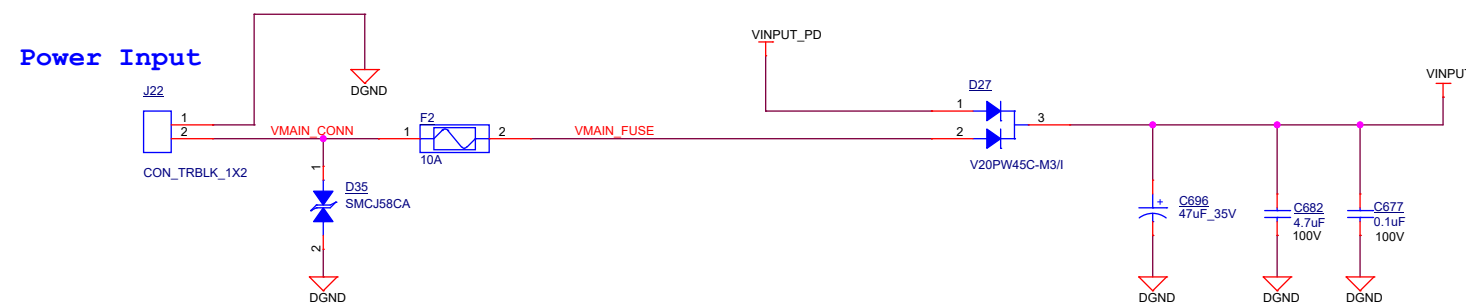 Power Input
J22
1
2
CON_TRBLK_1X2
DGND
VMAIN_CONN
1
F2
10A
2
VMAIN_FUSE
1
D35
SMCJ58CA
2
DGND
VINPUT_PD
D27
1
2
3
V20PW45C-M3/I
VINPUT
+
C696
47uF_35V
DGND
C682
4.7uF
100V
DGND
C677
0.1uF
100V
DGND